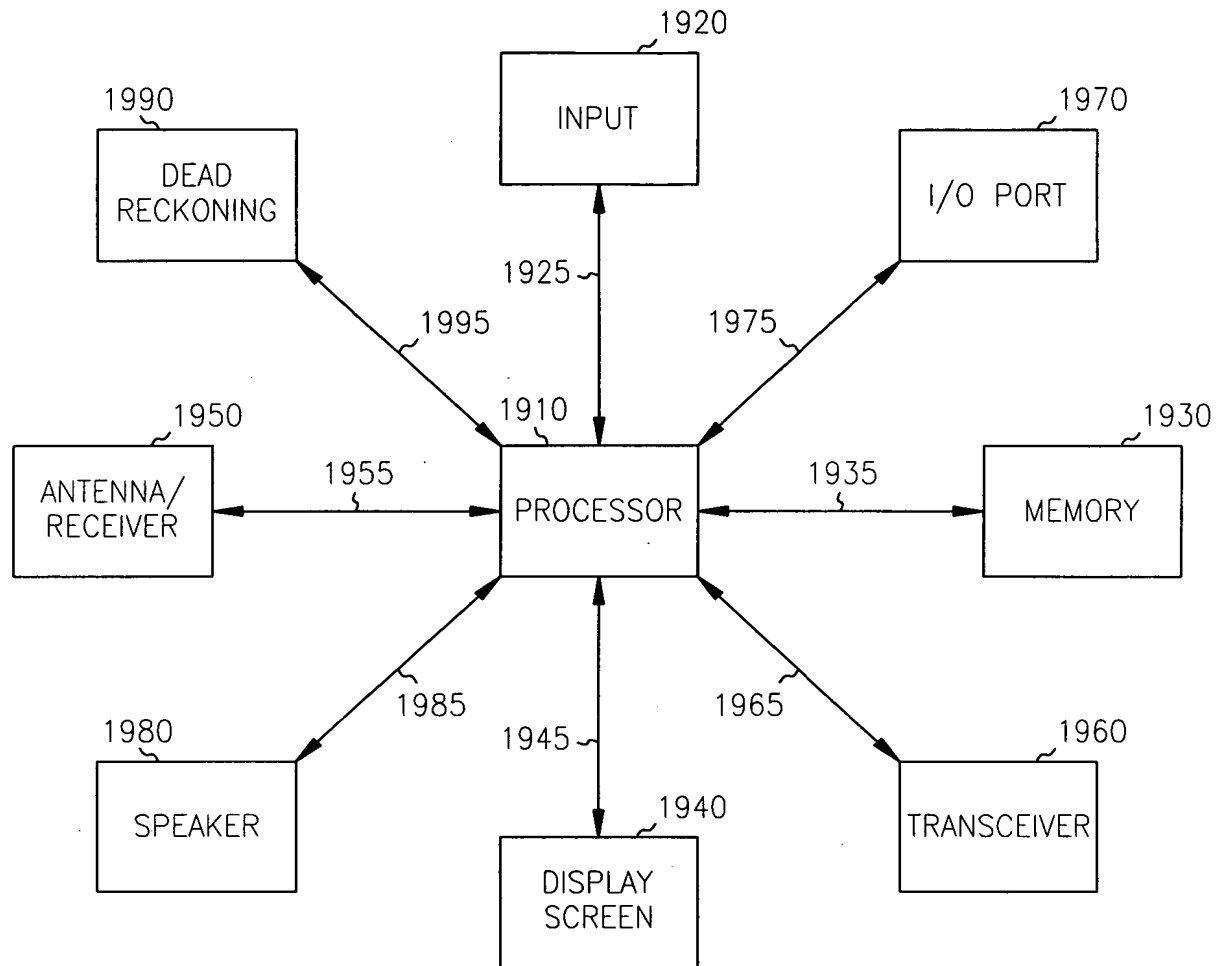 1920
INPUT
1990
DEAD
RECKONING
1970
I/O PORT
1925
1995
1975
1950
ANTENNA/
RECEIVER
1955
1910
PROCESSOR
1935
1930
MEMORY
1985
1945
1965
1980
SPEAKER
1940
DISPLAY
SCREEN
1960
TRANSCEIVER